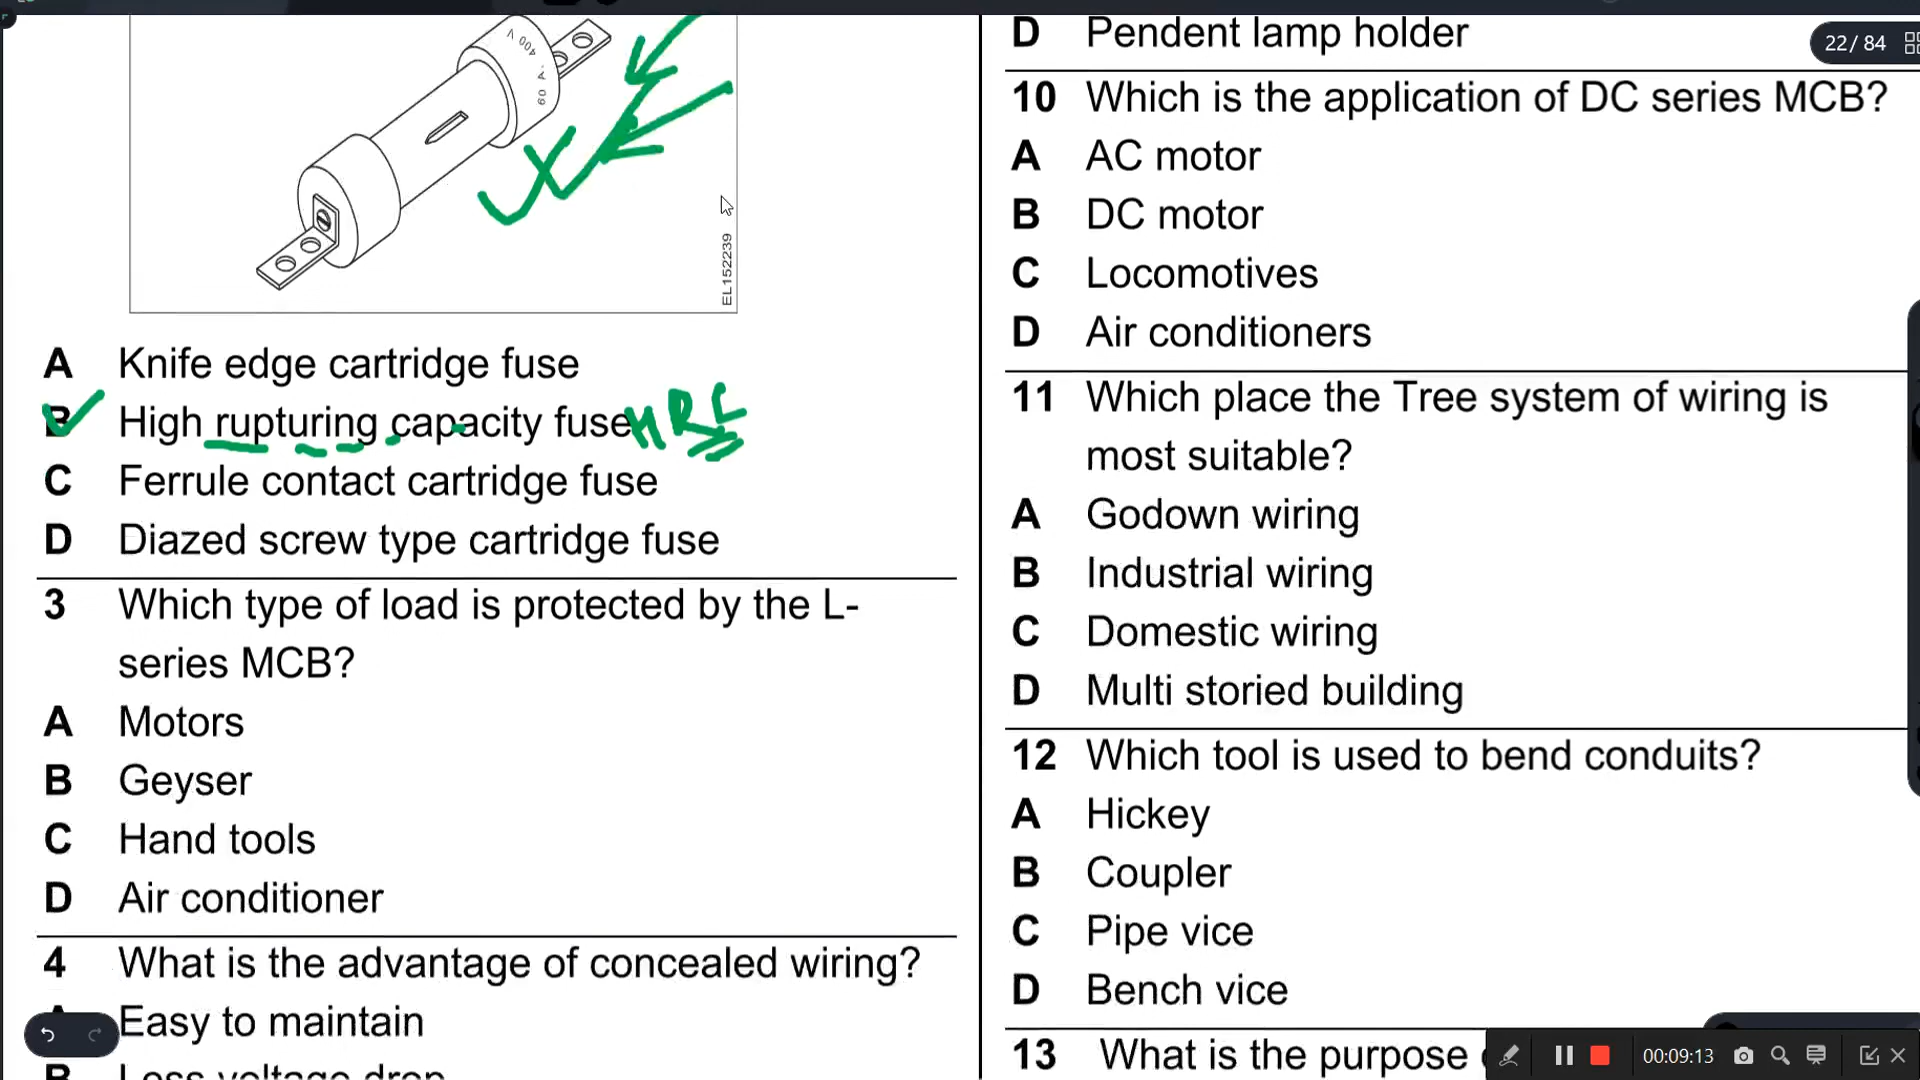 400 V
60 A.
EL152239
A Knife edge cartridge fuse
B High rupturing capacity fuse HRC
C Ferrule contact cartridge fuse
D Diazed screw type cartridge fuse
3 Which type of load is protected by the L-
series MCB?
A Motors
B Geyser
C Hand tools
D Air conditioner
4 What is the advantage of concealed wiring?
Easy to maintain
B Less voltage drop
D Pendent lamp holder
10 Which is the application of DC series MCB?
A AC motor
B DC motor
C Locomotives
D Air conditioners
11 Which place the Tree system of wiring is
most suitable?
A Godown wiring
B Industrial wiring
C Domestic wiring
D Multi storied building
12 Which tool is used to bend conduits?
A Hickey
B Coupler
C Pipe vice
D Bench vice
13 What is the purpose
22/ 84
00:09:13